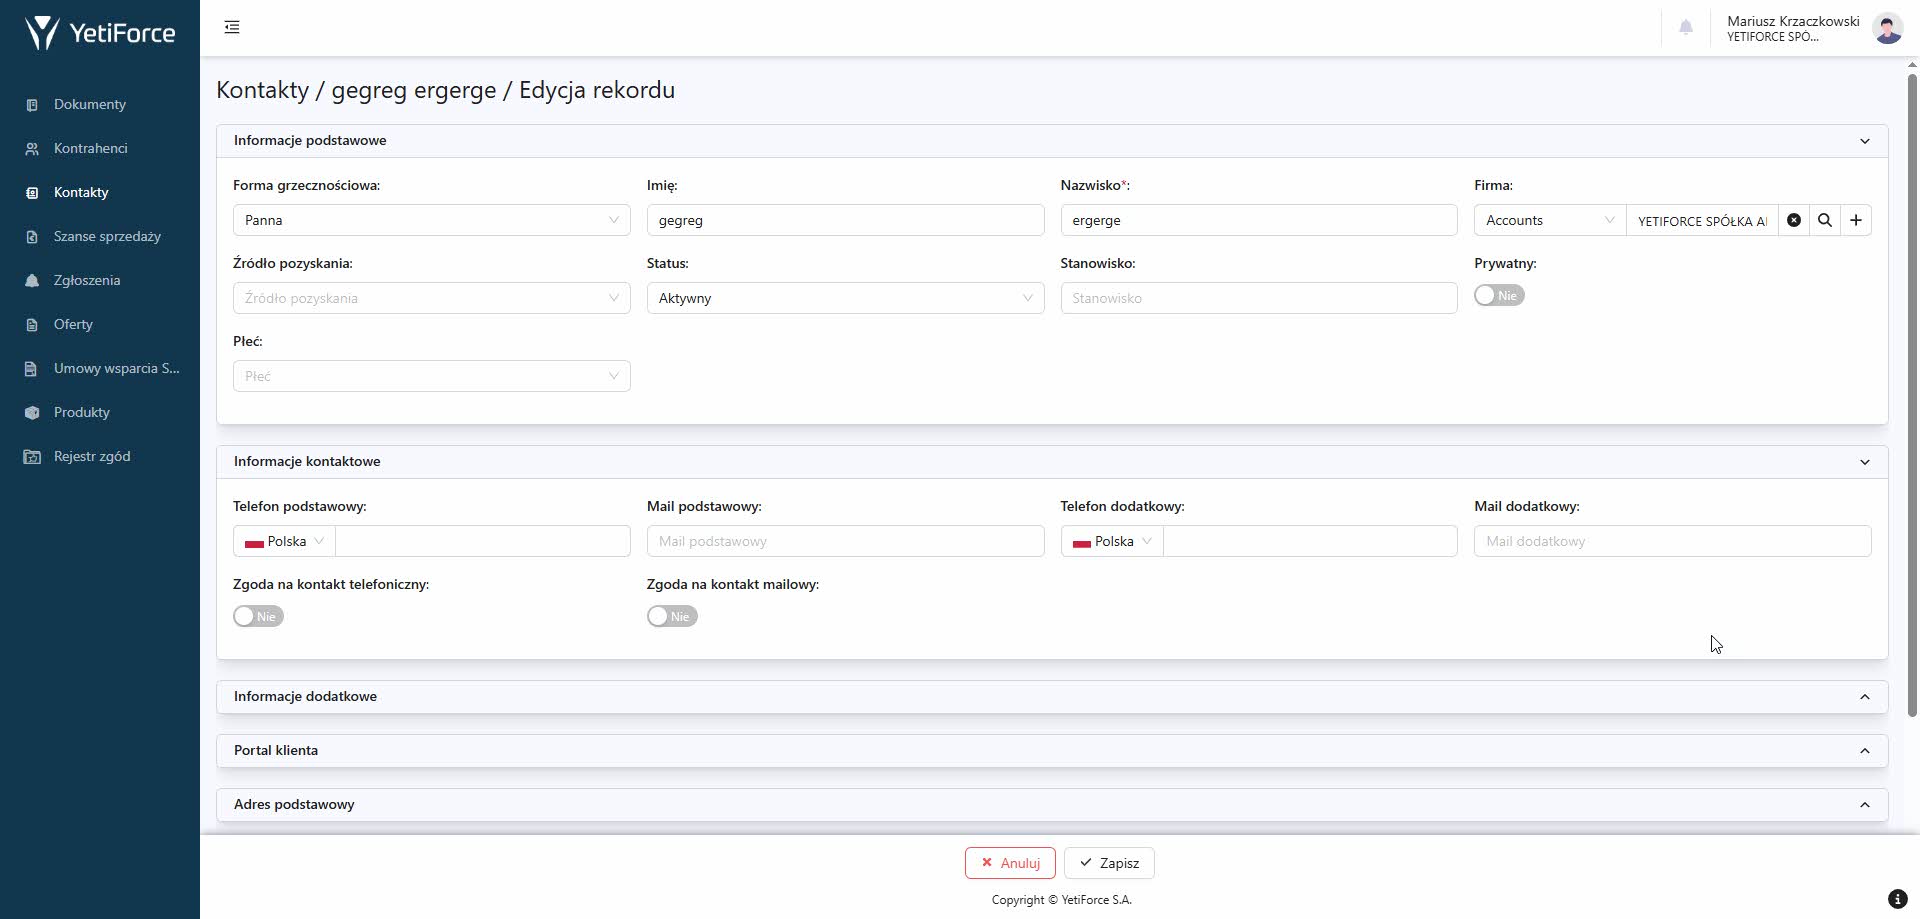 YetiForce
Mariusz Krzaczkowski
YETIFORCE SPÓ...
Dokumenty
Kontrahenci
Kontakty
Szanse sprzedaży
Zgłoszenia
Oferty
Umowy wsparcia S...
Produkty
Rejestr zgód
Kontakty / gegreg ergerge / Edycja rekordu
Informacje podstawowe
Forma grzecznościowa: Imię: Nazwisko*: Firma:
Panna gegreg ergerge Accounts YETIFORCE SPÓŁKA A
Źródło pozyskania: Status: Stanowisko: Prywatny:
Źródło pozyskania Aktywny Stanowisko Nie
Płeć:
Płeć
Informacje kontaktowe
Telefon podstawowy: Mail podstawowy: Telefon dodatkowy: Mail dodatkowy:
Polska Mail podstawowy Polska Mail dodatkowy
Zgoda na kontakt telefoniczny: Zgoda na kontakt mailowy:
Nie Nie
Informacje dodatkowe
Portal klienta
Adres podstawowy
Anuluj Zapisz
Copyright © YetiForce S.A.